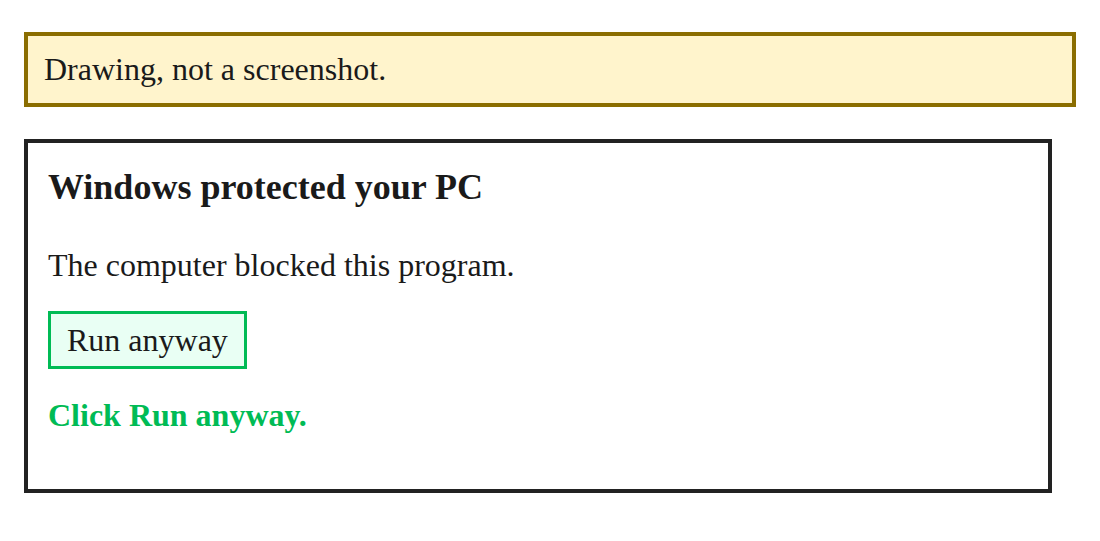 Drawing, not a screenshot.
Windows protected your PC
The computer blocked this program.
Run anyway
Click Run anyway.